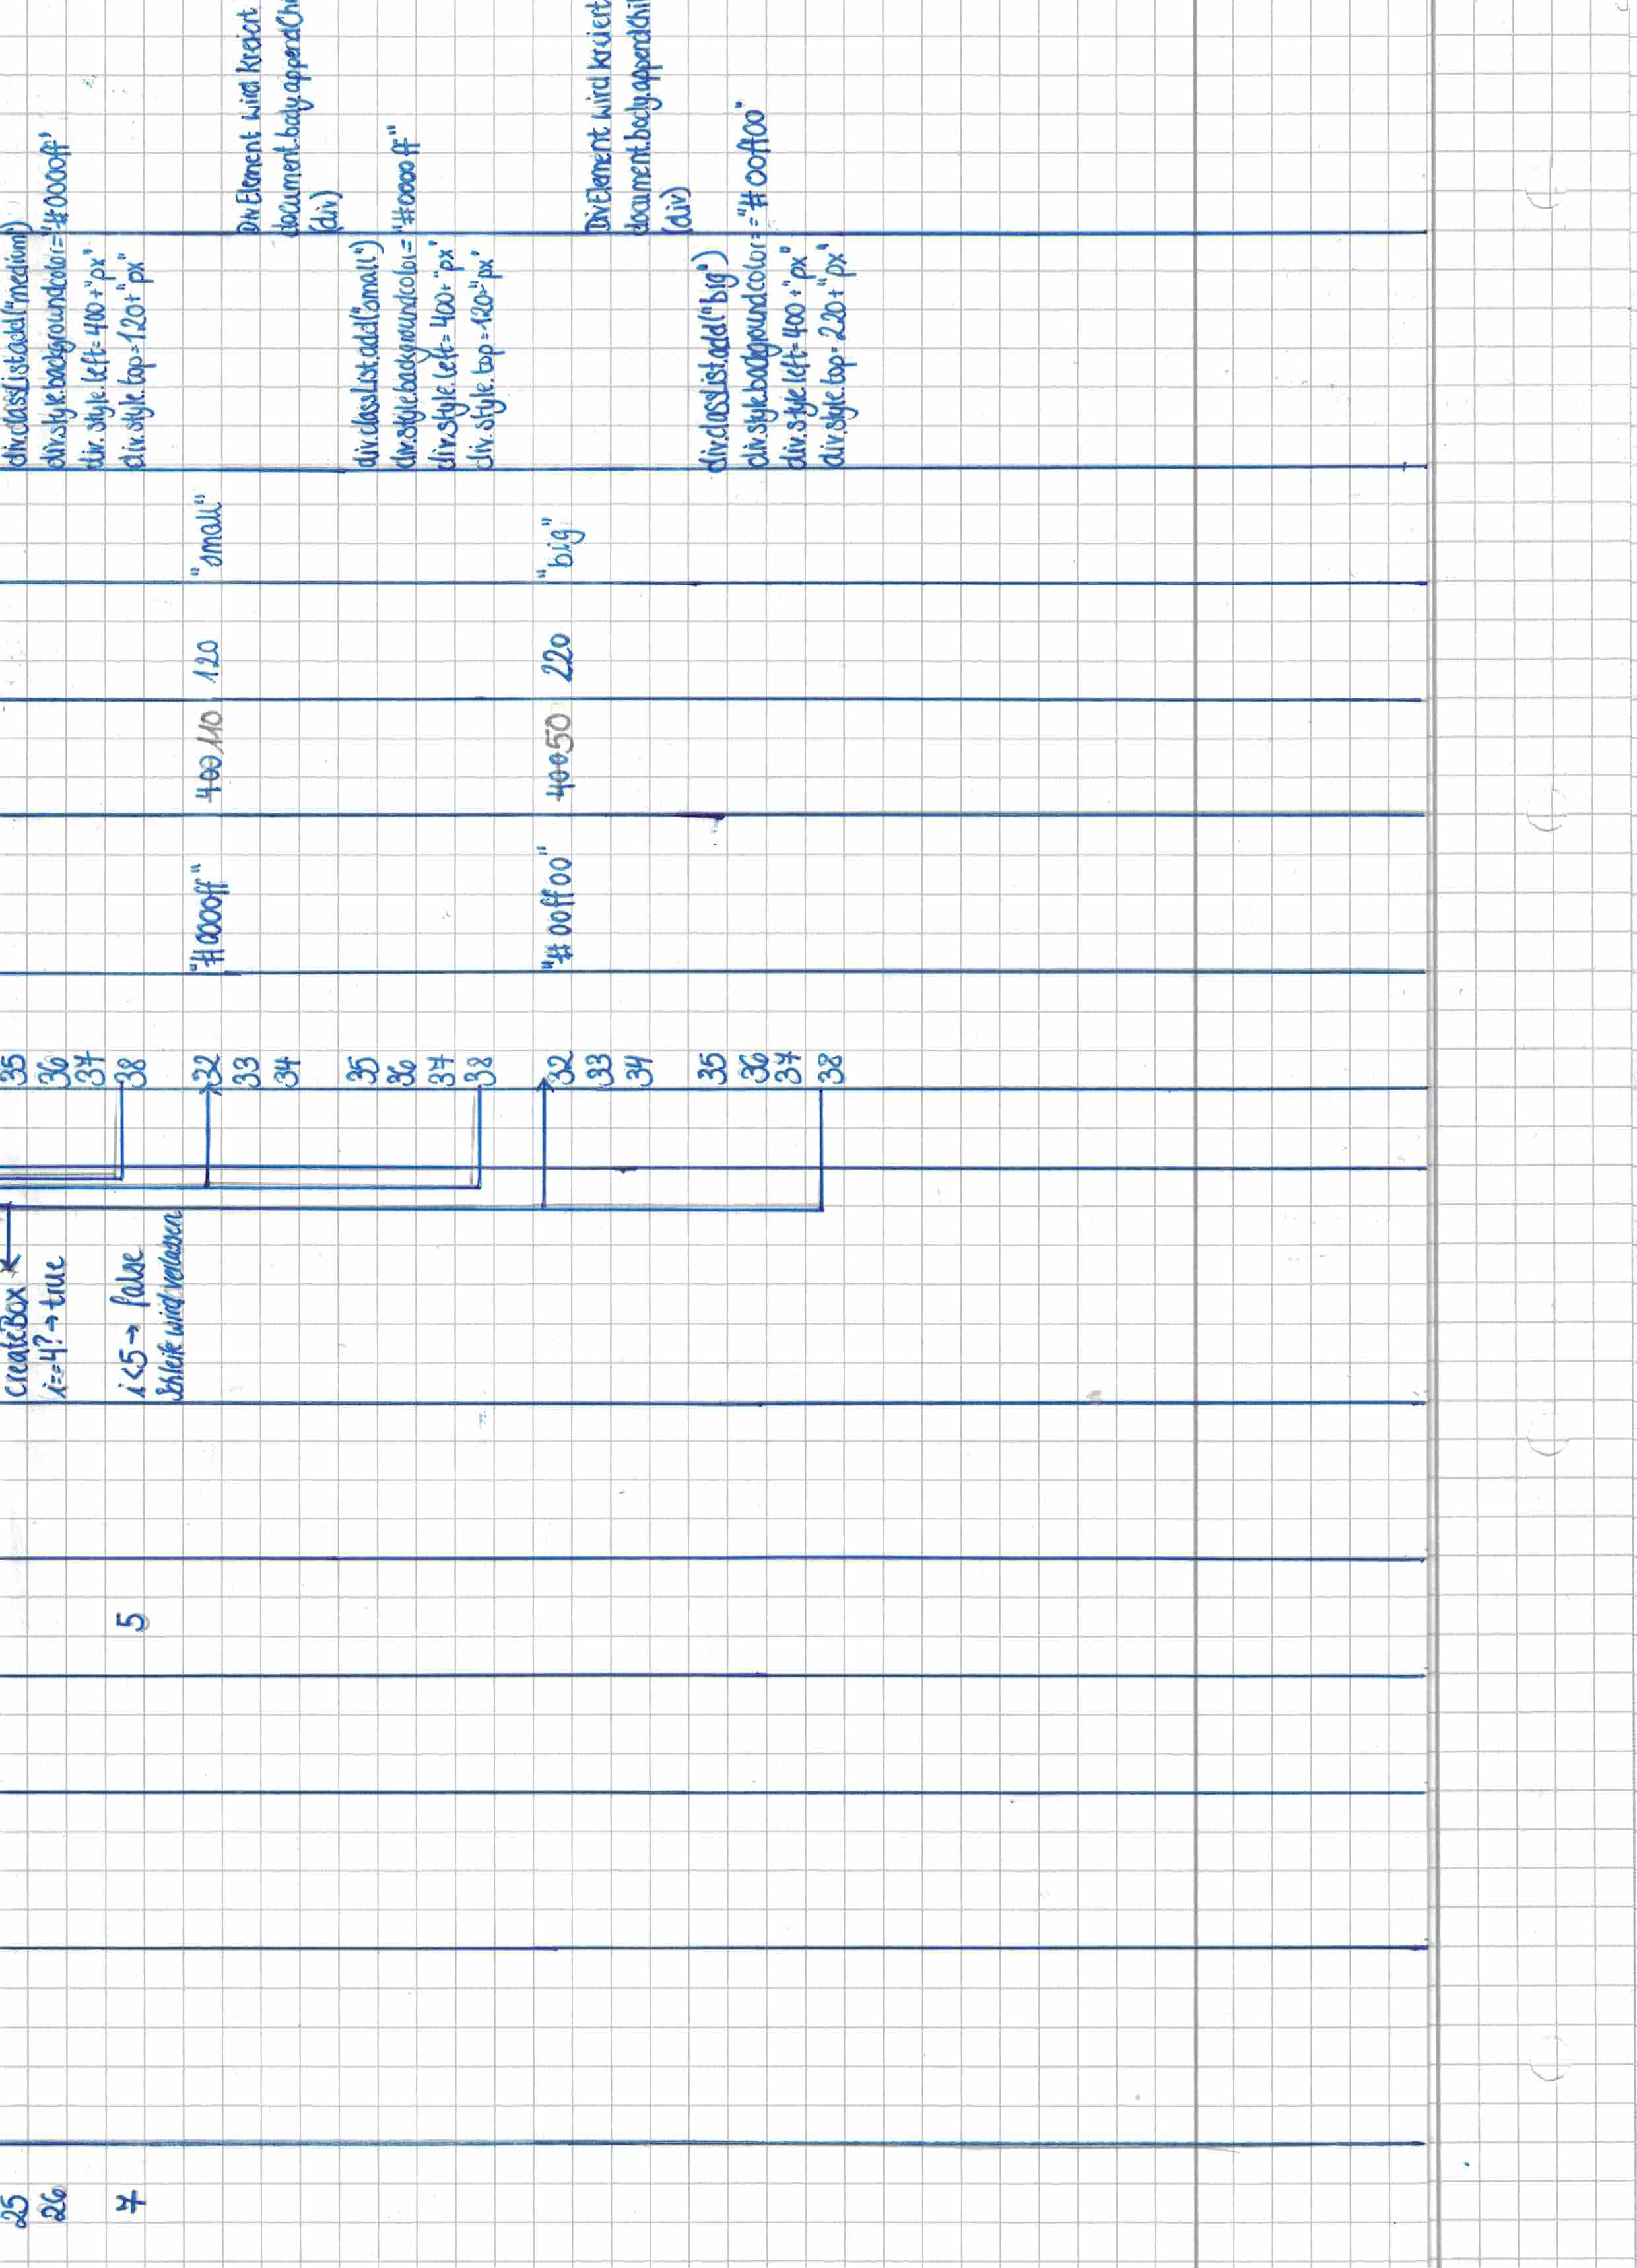 25 createBox ← 35 div.classList.add("medium")
26 i==4?→true 36 div.style.backgroundcolor="#0000ff"
37 div.style.left=400+"px"
7 5 i<5→ false 38 div.style.top=120+"px"
Schleife wird verlassen
32 "#0000ff" 400 110 120 "small"
33 DivElement wird kreiert
34 document.body.appendCh
(div)
35 div.classList.add("small")
36 div.style.backgroundcolor="#0000ff"
37 div.style.left=400+"px"
38 div.style.top=120+"px"
32 "#00ff00" 400 50 220 "big"
33 DivElement wird kreiert
34 document.body.appendChi
(div)
35 div.classList.add("big")
36 div.style.backgroundcolor="#00ff00"
37 div.style.left=400+"px"
38 div.style.top=220+"px"